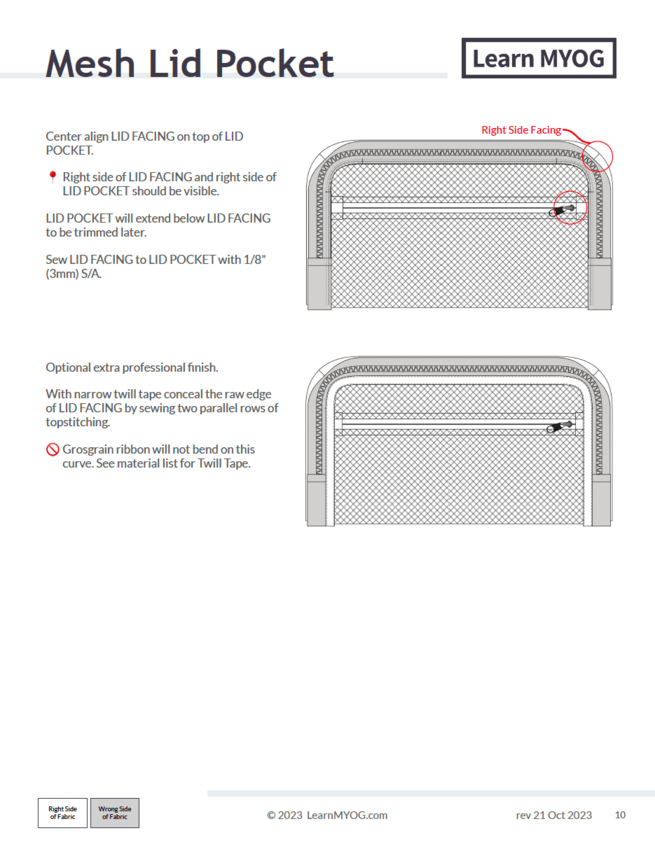 Mesh Lid Pocket
Learn MYOG
Right Side Facing
Center align LID FACING on top of LID
POCKET.
Right side of LID FACING and right side of
LID POCKET should be visible.
LID POCKET will extend below LID FACING
to be trimmed later.
Sew LID FACING to LID POCKET with 1/8”
(3mm) S/A.
Optional extra professional finish.
With narrow twill tape conceal the raw edge
of LID FACING by sewing two parallel rows of
topstitching.
Grosgrain ribbon will not bend on this
curve. See material list for Twill Tape.
Right Side
of Fabric
Wrong Side
of Fabric
© 2023 LearnMYOG.com
rev 21 Oct 2023
10